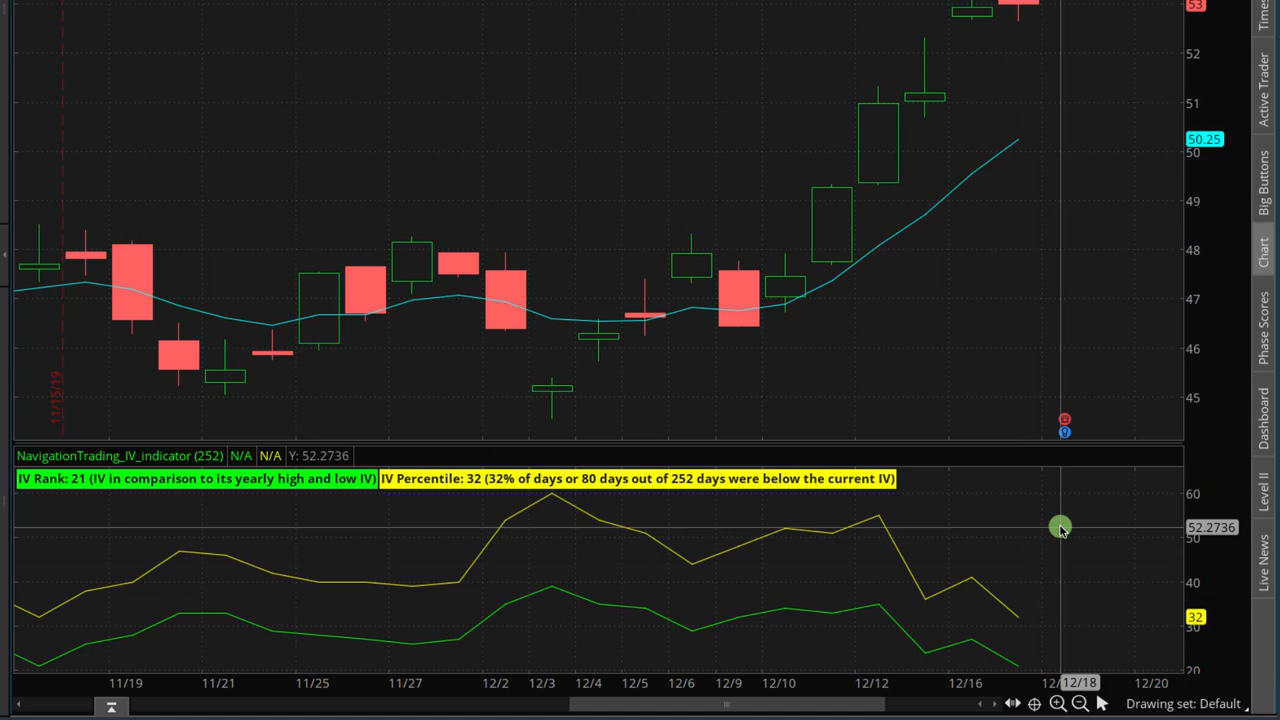 53
52
51
50.25
50
49
48
47
46
45
11/15/19
NavigationTrading_IV_indicator (252) N/A N/A Y: 52.2736
IV Rank: 21 (IV in comparison to its yearly high and low IV) IV Percentile: 32 (32% of days or 80 days out of 252 days were below the current IV)
60
52.2736
50
40
32
30
20
11/19 11/21 11/25 11/27 12/2 12/3 12/4 12/5 12/6 12/9 12/10 12/12 12/16 12/18 12/20
Drawing set: Default
Times
Active Trader
Big Buttons
Chart
Phase Scores
Dashboard
Level II
Live News